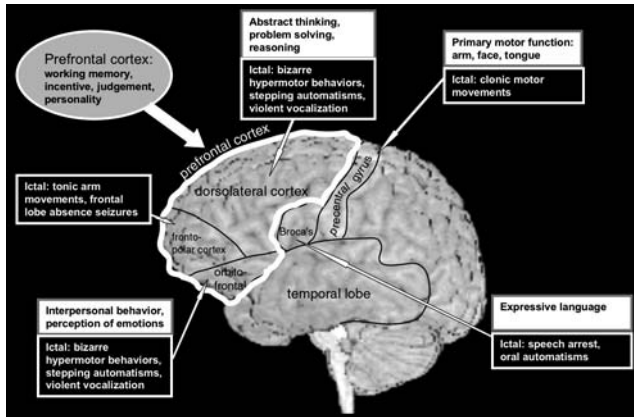 Prefrontal cortex:
working memory,
incentive, judgement,
personality
Abstract thinking,
problem solving,
reasoning
Ictal: bizarre
hypermotor behaviors,
stepping automatisms,
violent vocalization
Primary motor function:
arm, face, tongue
Ictal: clonic motor
movements
prefrontal cortex
dorsolateral cortex
precentral gyrus
Ictal: tonic arm
movements, frontal
lobe absence seizures
fronto-
polar cortex
Broca's
orbito-
frontal
temporal lobe
Interpersonal behavior,
perception of emotions
Ictal: bizarre
hypermotor behaviors,
stepping automatisms,
violent vocalization
Expressive language
Ictal: speech arrest,
oral automatisms